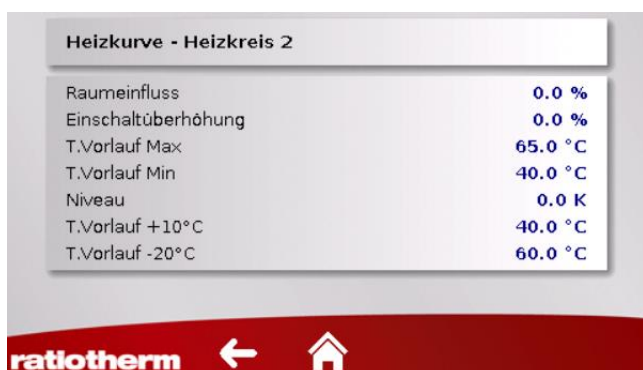 Heizkurve - Heizkreis 2
Raumeinfluss 0.0 %
Einschaltüberhöhung 0.0 %
T.Vorlauf Max 65.0 °C
T.Vorlauf Min 40.0 °C
Niveau 0.0 K
T.Vorlauf +10°C 40.0 °C
T.Vorlauf -20°C 60.0 °C
ratiotherm